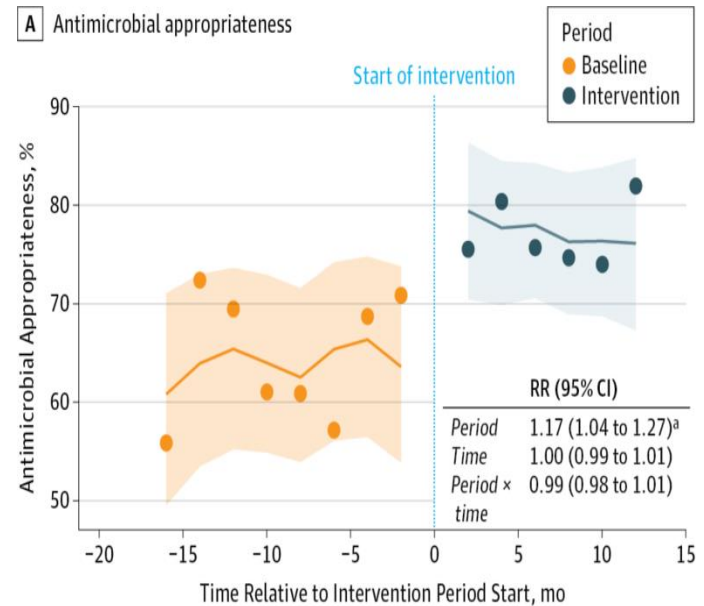 A Antimicrobial appropriateness
Period
Baseline
Intervention
Start of intervention
Antimicrobial Appropriateness, %
90
80
70
60
50
RR (95% CI)
Period 1.17 (1.04 to 1.27)ᵃ
Time 1.00 (0.99 to 1.01)
Period × 0.99 (0.98 to 1.01)
time
−20 −15 −10 −5 0 5 10 15
Time Relative to Intervention Period Start, mo